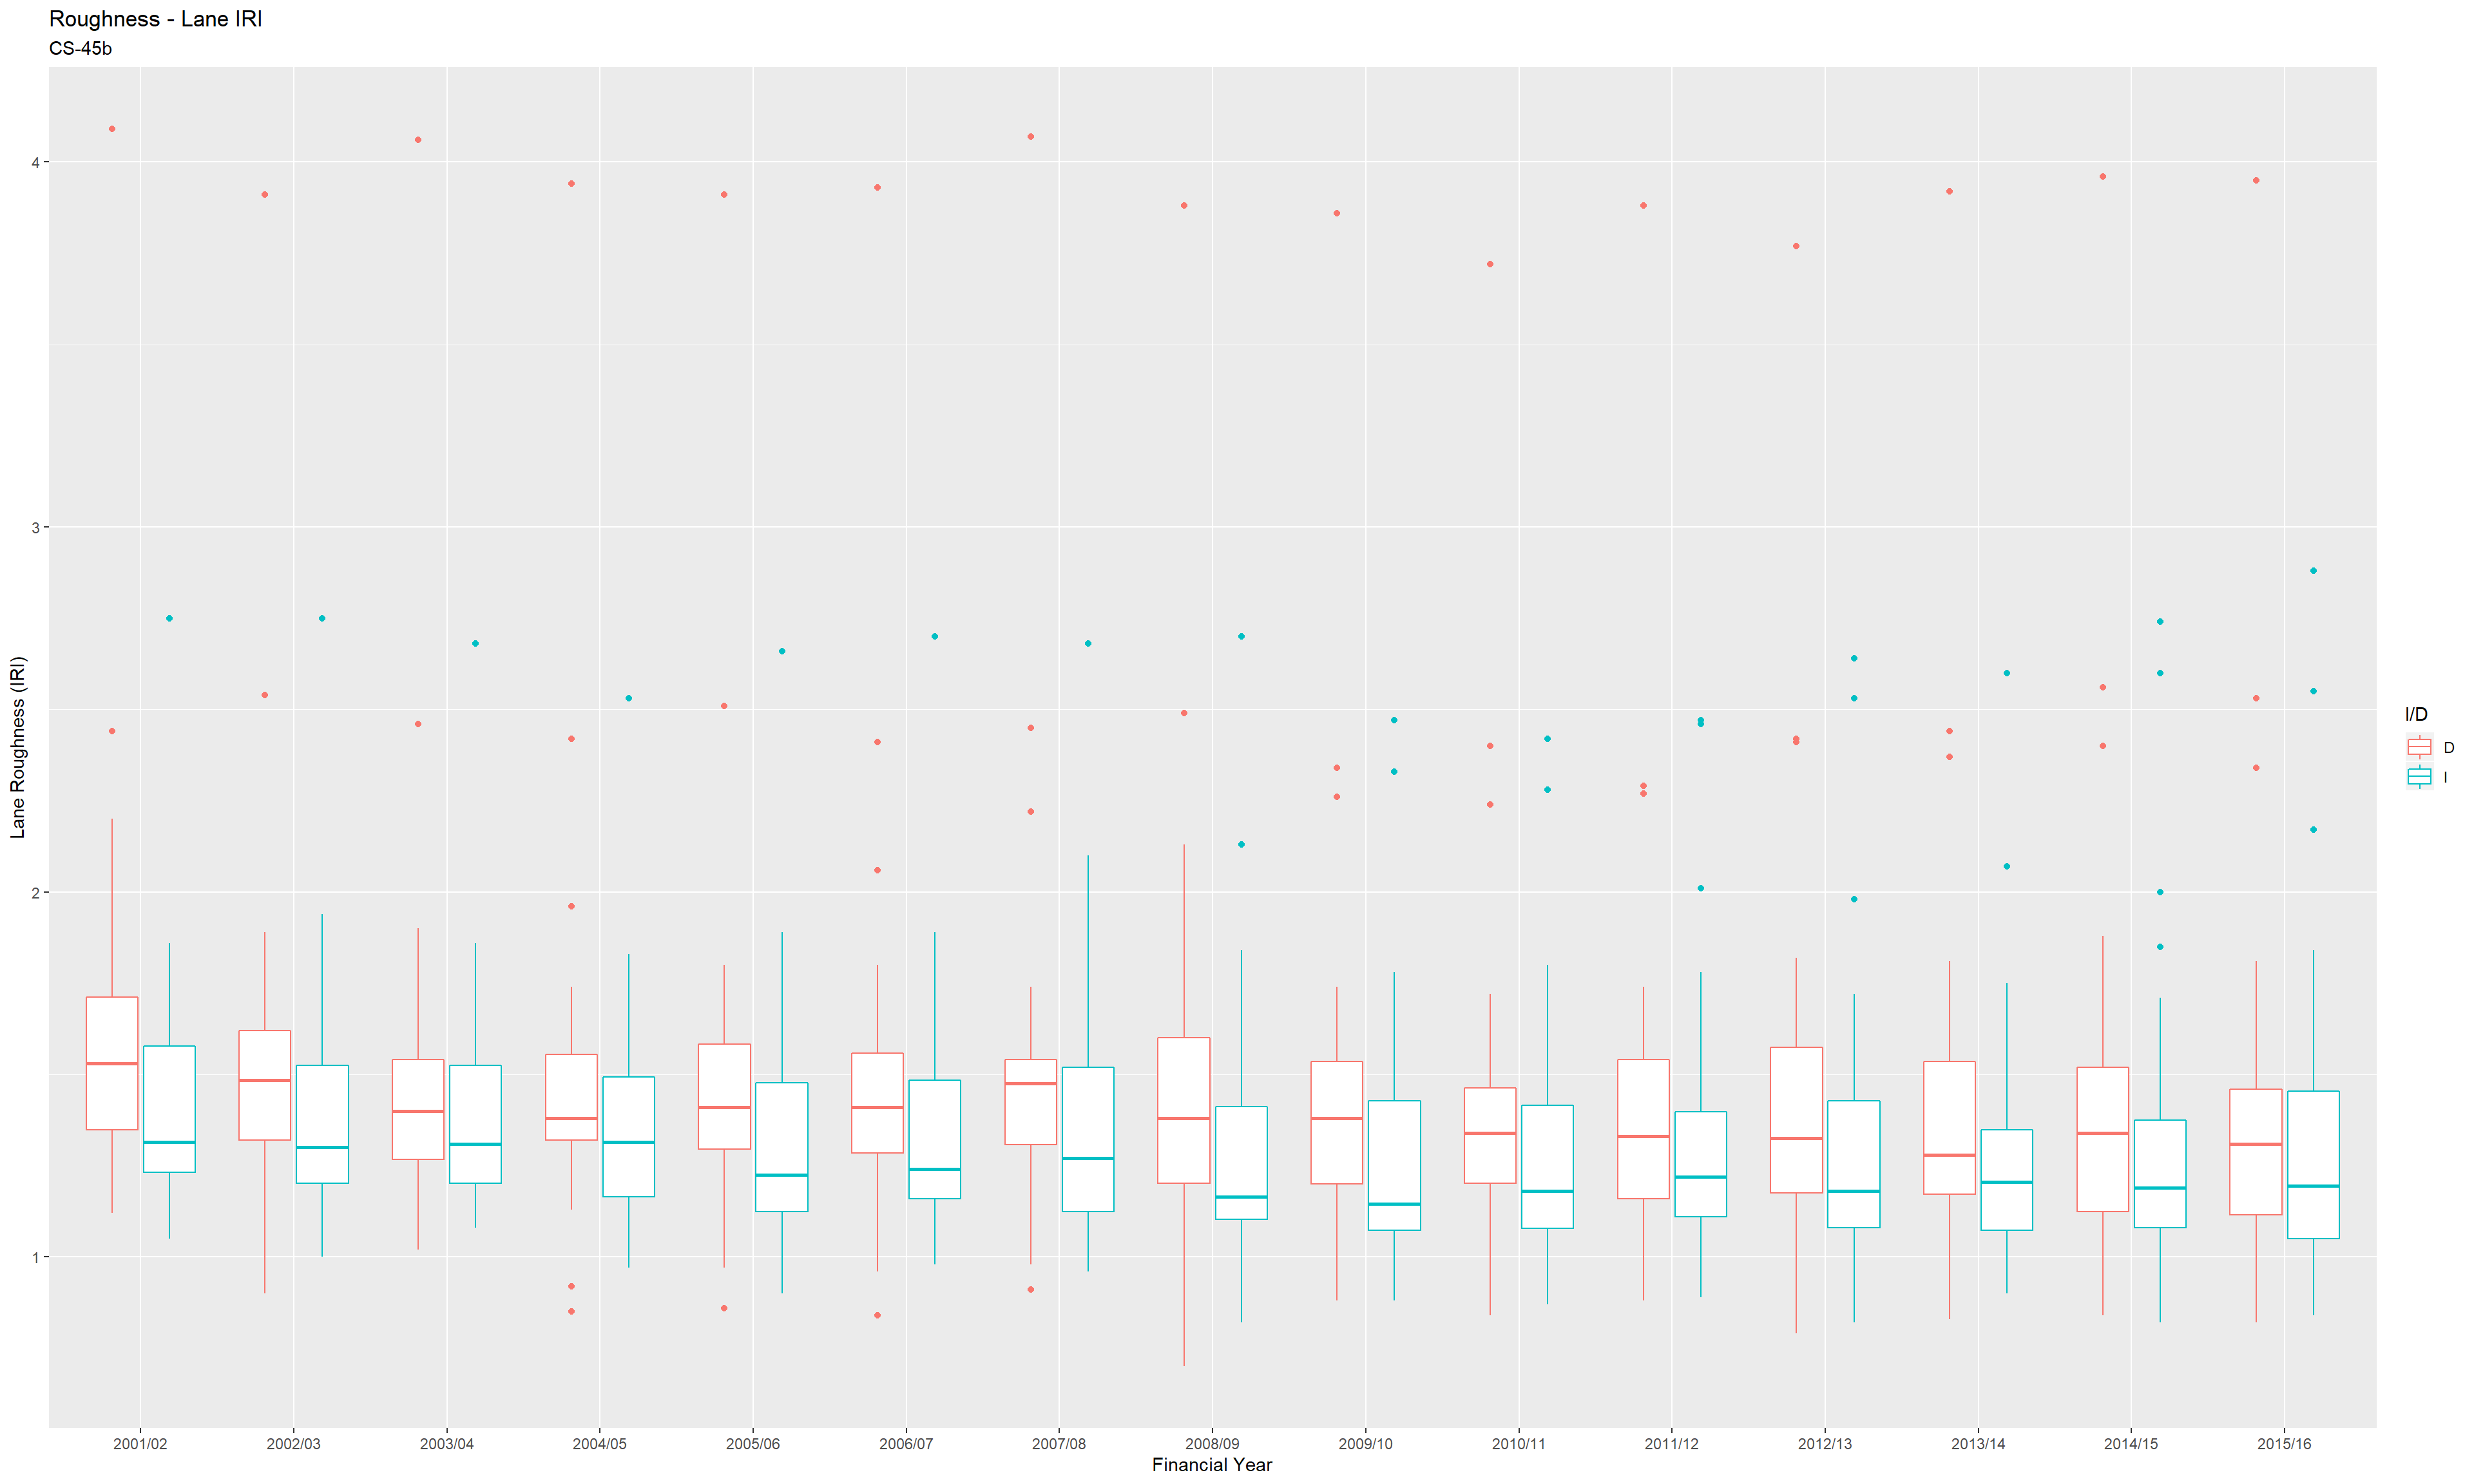 Roughness - Lane IRI
CS-45b
Lane Roughness (IRI)
4
3
2
1
2001/02 2002/03 2003/04 2004/05 2005/06 2006/07 2007/08 2008/09 2009/10 2010/11 2011/12 2012/13 2013/14 2014/15 2015/16
Financial Year
I/D
D
I